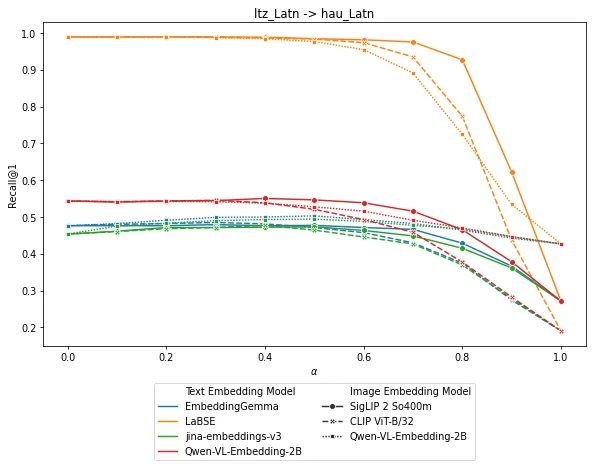 ltz_Latn -> hau_Latn
Recall@1
1.0
0.9
0.8
0.7
0.6
0.5
0.4
0.3
0.2
0.0 0.2 0.4 0.6 0.8 1.0
α
Text Embedding Model Image Embedding Model
EmbeddingGemma SigLIP 2 So400m
LaBSE CLIP ViT-B/32
jina-embeddings-v3 Qwen-VL-Embedding-2B
Qwen-VL-Embedding-2B